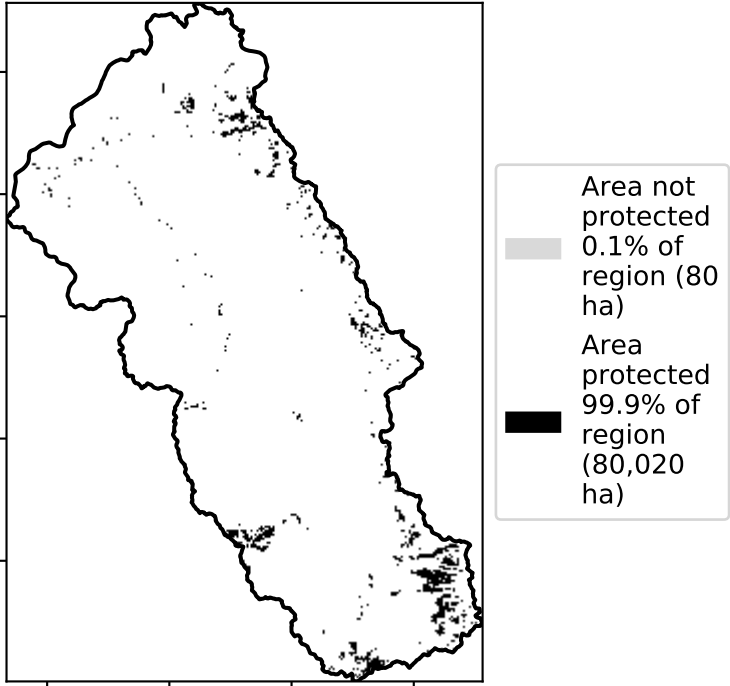 Area not
protected
0.1% of
region (80
ha)
Area
protected
99.9% of
region
(80,020
ha)